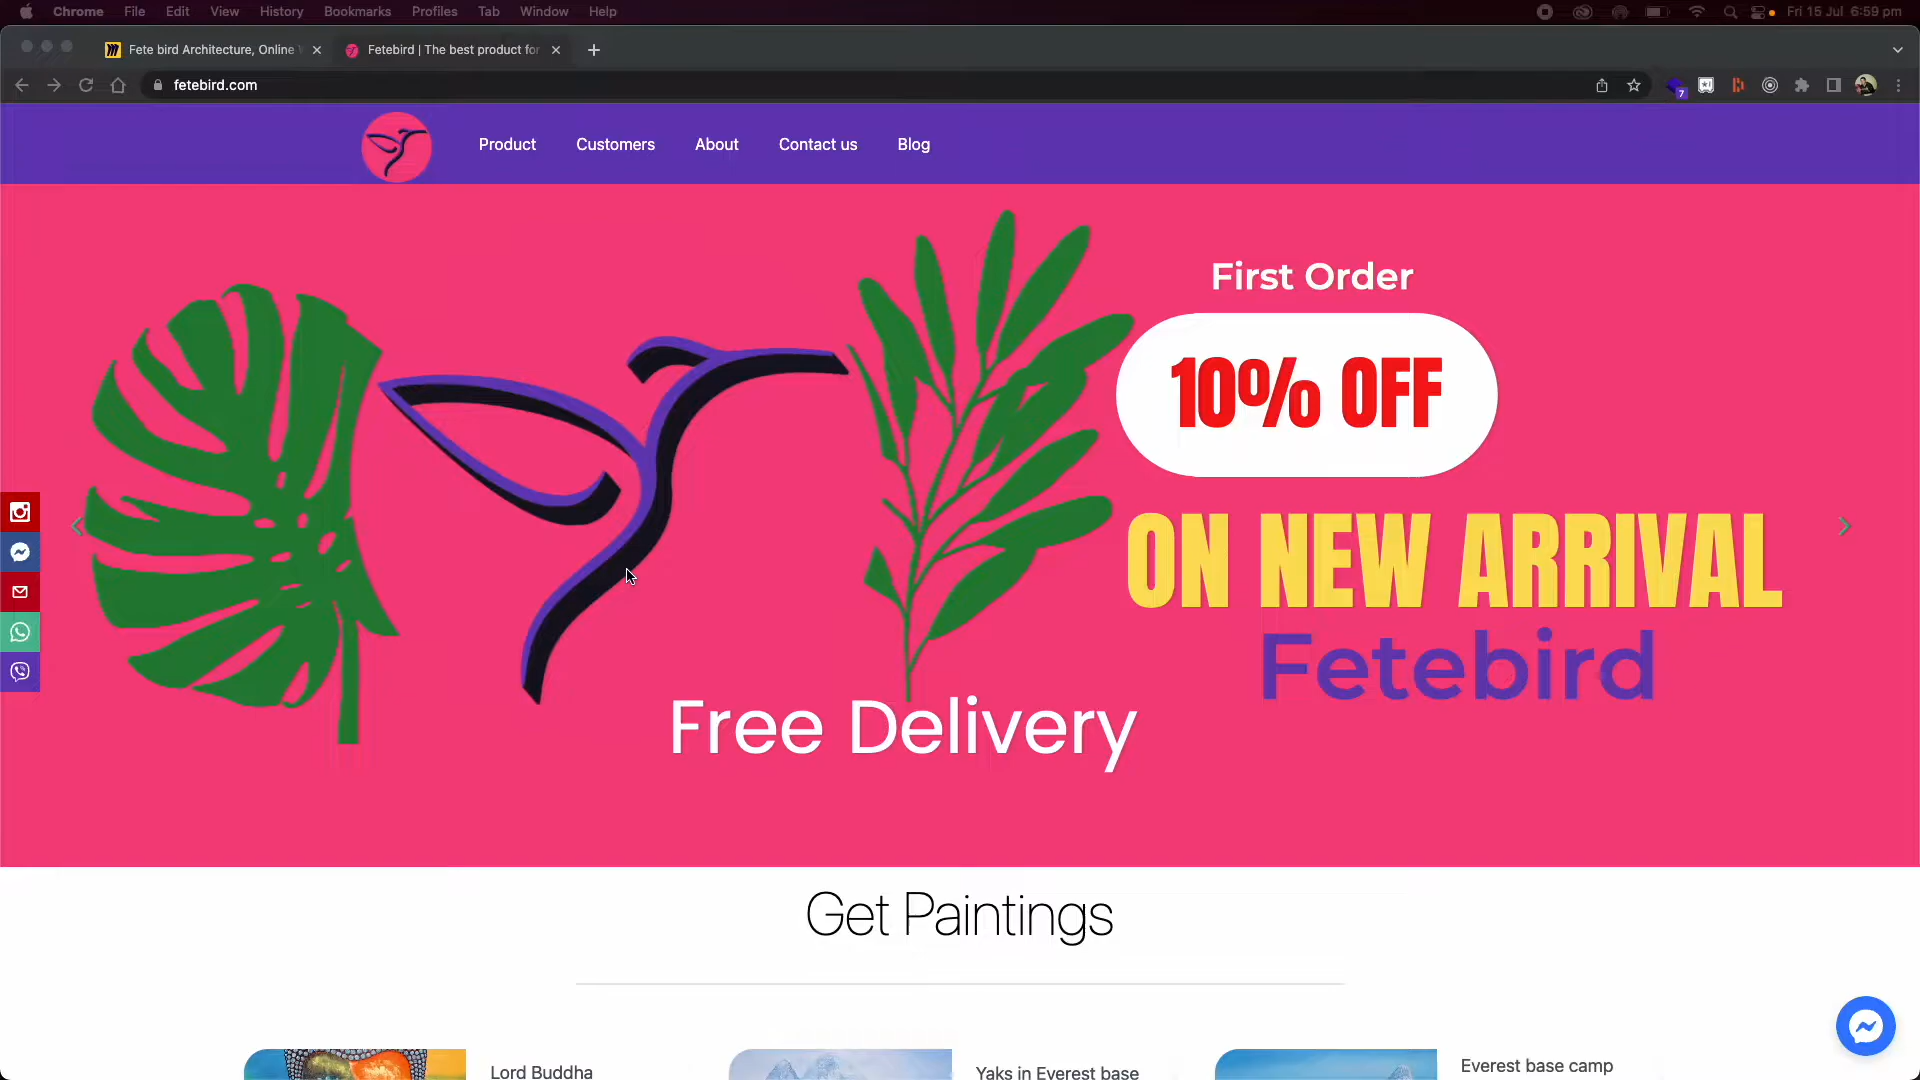 Chrome File Edit View History Bookmarks Profiles Tab Window Help Fri 15 Jul 6:59 pm
Fete bird Architecture, Online Fetebird | The best product for
fetebird.com
7
Product Customers About Contact us Blog
First Order
10% OFF
ON NEW ARRIVAL
Fetebird
Free Delivery
Get Paintings
Lord Buddha Yaks in Everest base Everest base camp